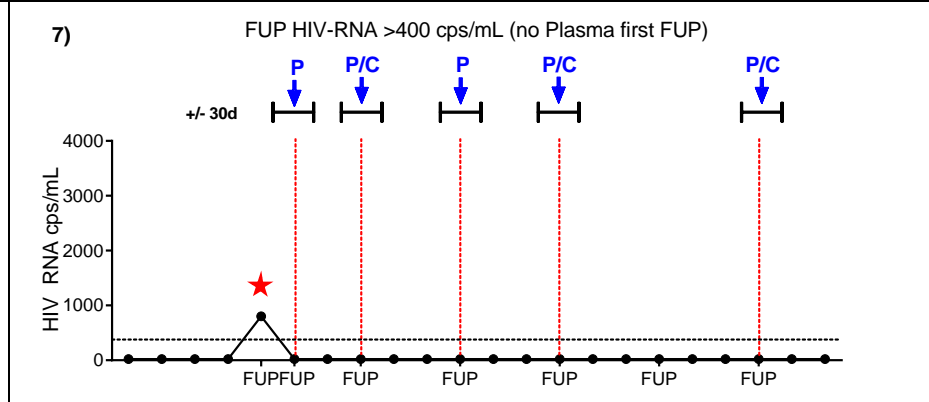 7) FUP HIV-RNA >400 cps/mL (no Plasma first FUP)
P P/C P P/C P/C
+/- 30d
HIV RNA cps/mL
4000
3000
2000
1000
0
FUPFUP FUP FUP FUP FUP FUP